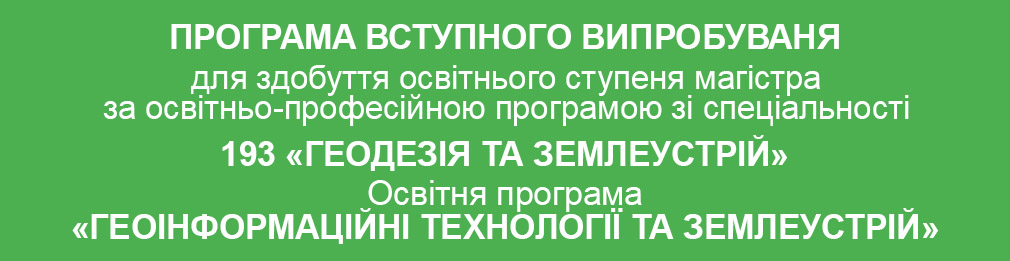 ПРОГРАМА ВСТУПНОГО ВИПРОБУВАНЯ
для здобуття освітнього ступеня магістра
за освітньо-професійною програмою зі спеціальності
193 «ГЕОДЕЗІЯ ТА ЗЕМЛЕУСТРІЙ»
Освітня програма
«ГЕОІНФОРМАЦІЙНІ ТЕХНОЛОГІЇ ТА ЗЕМЛЕУСТРІЙ»